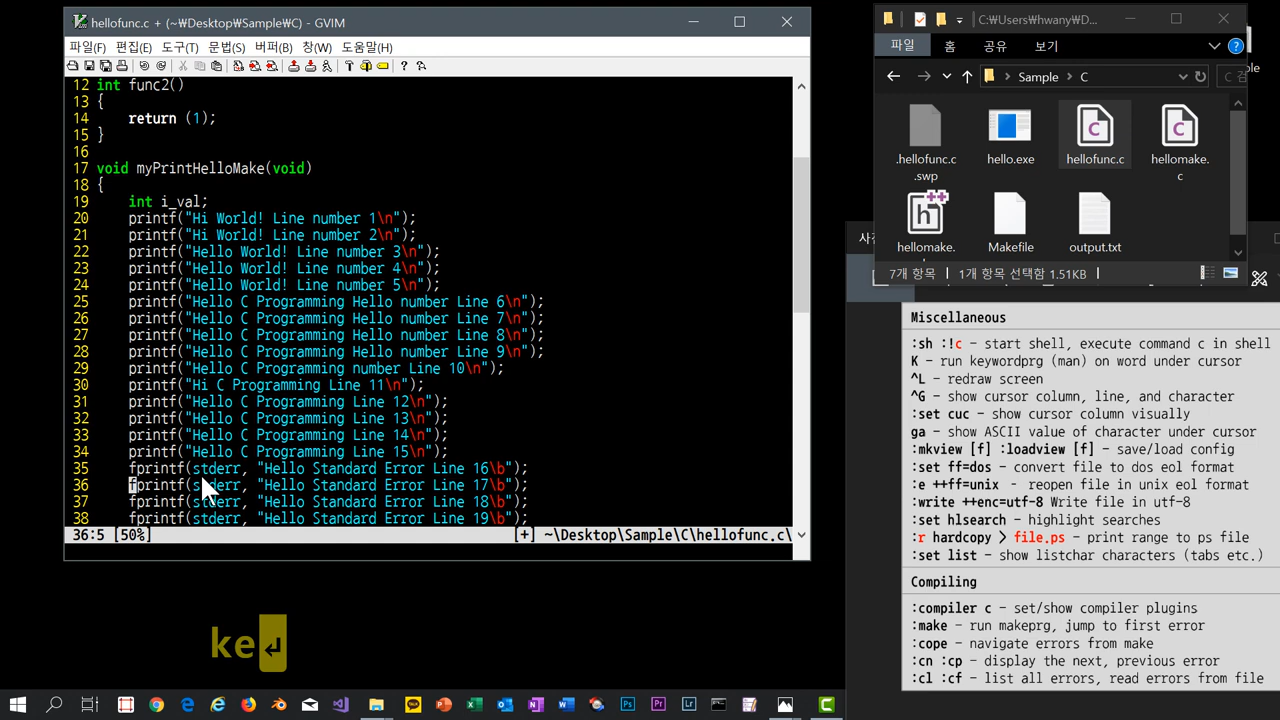 hellofunc.c + (~₩Desktop₩Sample₩C) - GVIM
파일(F) 편집(E) 도구(T) 문법(S) 버퍼(B) 창(W) 도움말(H)
12 int func2()
13 {
14 return (1);
15 }
16
17 void myPrintHelloMake(void)
18 {
19 int i_val;
20 printf("Hi World! Line number 1\n");
21 printf("Hi World! Line number 2\n");
22 printf("Hello World! Line number 3\n");
23 printf("Hello World! Line number 4\n");
24 printf("Hello World! Line number 5\n");
25 printf("Hello C Programming Hello number Line 6\n");
26 printf("Hello C Programming Hello number Line 7\n");
27 printf("Hello C Programming Hello number Line 8\n");
28 printf("Hello C Programming Hello number Line 9\n");
29 printf("Hello C Programming number Line 10\n");
30 printf("Hi C Programming Line 11\n");
31 printf("Hello C Programming Line 12\n");
32 printf("Hello C Programming Line 13\n");
33 printf("Hello C Programming Line 14\n");
34 printf("Hello C Programming Line 15\n");
35 fprintf(stderr, "Hello Standard Error Line 16\b");
36 fprintf(stderr, "Hello Standard Error Line 17\b");
37 fprintf(stderr, "Hello Standard Error Line 18\b");
38 fprintf(stderr, "Hello Standard Error Line 19\b");
36:5 [50%] [+] ~\Desktop\Sample\C\hellofunc.c\
ke↵
C:\Users\hwany\D...
파일 홈 공유 보기
Sample > C
C 검
.hellofunc.c
.swp
hello.exe
hellofunc.c
hellomake.
c
hellomake.
Makefile
output.txt
7개 항목 1개 항목 선택함 1.51KB
Miscellaneous
:sh :!c – start shell, execute command c in shell
K – run keywordprg (man) on word under cursor
^L – redraw screen
^G – show cursor column, line, and character
:set cuc – show cursor column visually
ga – show ASCII value of character under cursor
:mkview [f] :loadview [f] – save/load config
:set ff=dos – convert file to dos eol format
:e ++ff=unix – reopen file in unix eol format
:write ++enc=utf-8 Write file in utf-8
:set hlsearch – highlight searches
:r hardcopy > file.ps – print range to ps file
:set list – show listchar characters (tabs etc.)
Compiling
:compiler c – set/show compiler plugins
:make – run makeprg, jump to first error
:cope – navigate errors from make
:cn :cp – display the next, previous error
:cl :cf – list all errors, read errors from file